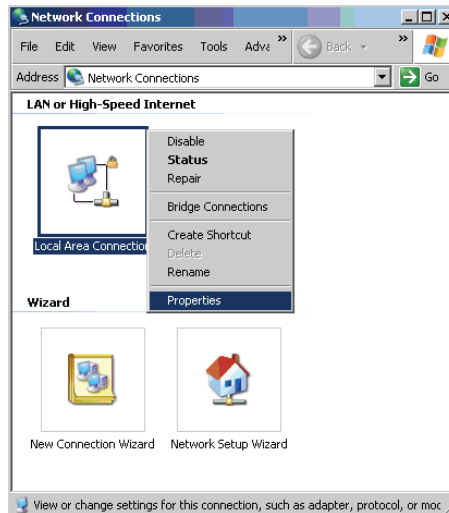 Network Connections
File Edit View Favorites Tools Adva » Back »
Address Network Connections Go
LAN or High-Speed Internet
Disable
Status
Repair
Bridge Connections
Create Shortcut
Delete
Rename
Properties
Local Area Connection
Wizard
New Connection Wizard Network Setup Wizard
View or change settings for this connection, such as adapter, protocol, or moc